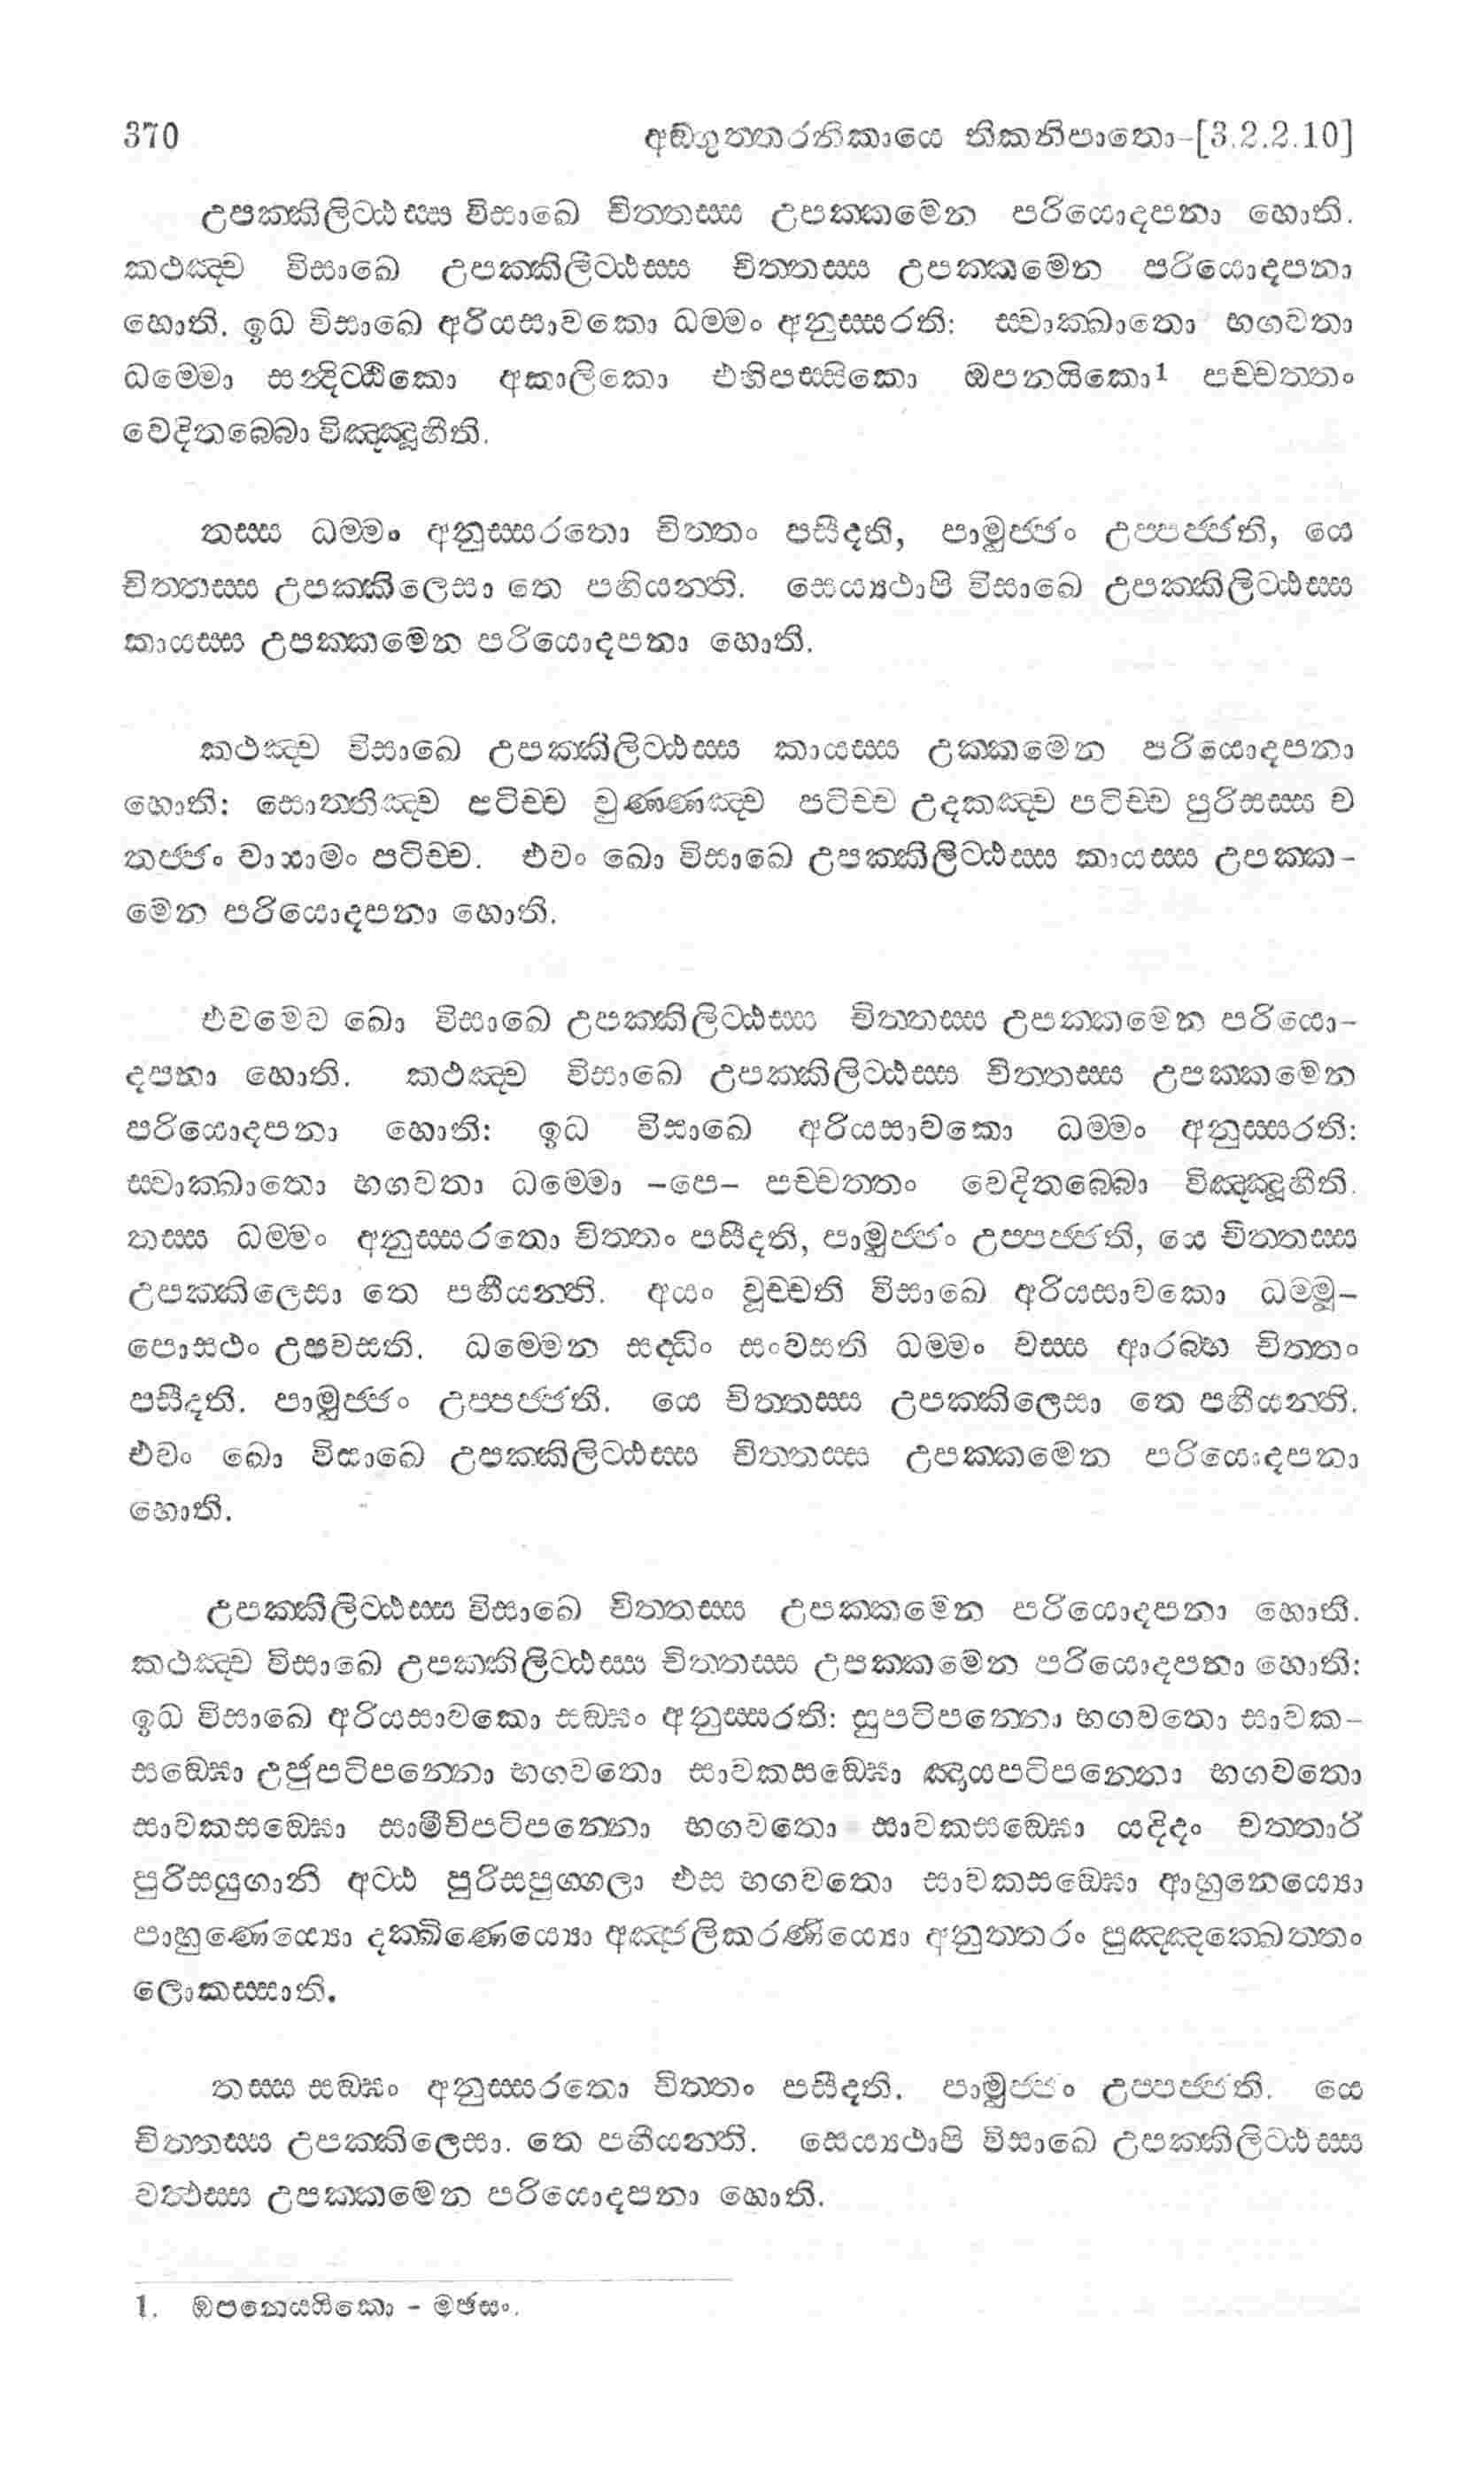 370 අඞ්ගුත්තරනිකායෙ තිකනිපාතො-[3.2.2.10]
උපක්කිලිට්ඨස්ස විසාඛෙ චිත්තස්ස උපක්කමෙන පරියොදපනා හොති.
කථඤ්ච විසාඛෙ උපක්කිලිට්ඨස්ස චිත්තස්ස උපක්කමෙන පරියොදපනා
හොති. ඉධ විසාඛෙ අරියසාවකො ධම්මං අනුස්සරති: ස්වාක්ඛාතො භගවතා
ධම්මො සන්දිට්ඨිකො අකාලිකො එහිපස්සිකො ඔපනයිකො1 පච්චත්තං
වෙදිතබ්බො විඤ්ඤූහීති.
තස්ස ධම්මං අනුස්සරතො චිත්තං පසීදති, පාමුජ්ජං උප්පජ්ජති, යෙ
චිත්තස්ස උපක්කිලෙසා තෙ පහියන්ති. සෙය්‍යථාපි විසාඛෙ උපක්කිලිට්ඨස්ස
කායස්ස උපක්කමෙන පරියොදපනා හොති.
කථඤ්ච විසාඛෙ උපක්කිලිට්ඨස්ස කායස්ස උක්කමෙන පරියොදපනා
හොති: සොත්තිඤ්ච පටිච්ච චුණ්ණඤ්ච පටිච්ච උදකඤ්ච පටිච්ච පුරිසස්ස ච
තජ්ජං වායාමං පටිච්ච. එවං ඛො විසාඛෙ උපක්කිලිට්ඨස්ස කායස්ස උපක්ක-
මෙන පරියොදපනා හොති.
එවමෙව ඛො විසාඛෙ උපක්කිලිට්ඨස්ස චිත්තස්ස උපක්කමෙන පරියො-
දපනා හොති. කථඤ්ච විසාඛෙ උපක්කිලිට්ඨස්ස චිත්තස්ස උපක්කමෙන
පරියොදපනා හොති: ඉධ විසාඛෙ අරියසාවකො ධම්මං අනුස්සරති:
ස්වාක්ඛාතො භගවතා ධම්මො -පෙ- පච්චත්තං වෙදිතබ්බො විඤ්ඤූහීති.
තස්ස ධම්මං අනුස්සරතො චිත්තං පසීදති, පාමුජ්ජං උප්පජ්ජති, යෙ චිත්තස්ස
උපක්කිලෙසා තෙ පහීයන්ති. අයං වුච්චති විසාඛෙ අරියසාවකො ධම්මූ-
පොසථං උපවසති. ධම්මෙන සද්ධිං සංවසති ධම්මං චස්ස ආරබ්භ චිත්තං
පසීදති. පාමුජ්ජං උප්පජ්ජති. යෙ චිත්තස්ස උපක්කිලෙසා තෙ පහීයන්ති.
එවං ඛො විසාඛෙ උපක්කිලිට්ඨස්ස චිත්තස්ස උපක්කමෙන පරියොදපනා
හොති.
උපක්කිලිට්ඨස්ස විසාඛෙ චිත්තස්ස උපක්කමෙන පරියොදපනා හොති.
කථඤ්ච විසාඛෙ උපක්කිලිට්ඨස්ස චිත්තස්ස උපක්කමෙන පරියොදපනා හොති:
ඉධ විසාඛෙ අරියසාවකො සඞ්ඝං අනුස්සරති: සුපටිපන්නො භගවතො සාවක-
සඞ්ඝො උජුපටිපන්නො භගවතො සාවකසඞ්ඝො ඤායපටිපන්නො භගවතො
සාවකසඞ්ඝො සාමීචිපටිපන්නො භගවතො සාවකසඞ්ඝො යදිදං චත්තාරි
පුරිසයුගානි අට්ඨ පුරිසපුග්ගලා එස භගවතො සාවකසඞ්ඝො ආහුනෙය්‍යො
පාහුණෙය්‍යො දක්ඛිණෙය්‍යො අඤ්ජලිකරණීය්‍යො අනුත්තරං පුඤ්ඤක්ඛෙත්තං
ලොකස්සාති.
තස්ස සඞ්ඝං අනුස්සරතො චිත්තං පසීදති. පාමුජ්ජං උප්පජ්ජති. යෙ
චිත්තස්ස උපක්කිලෙසා. තෙ පහීයන්ති. සෙය්‍යථාපි විසාඛෙ උපක්කිලිට්ඨස්ස
වත්ථස්ස උපක්කමෙන පරියොදපනා හොති.
1. ඔපනෙය්‍යිකො - මජසං.